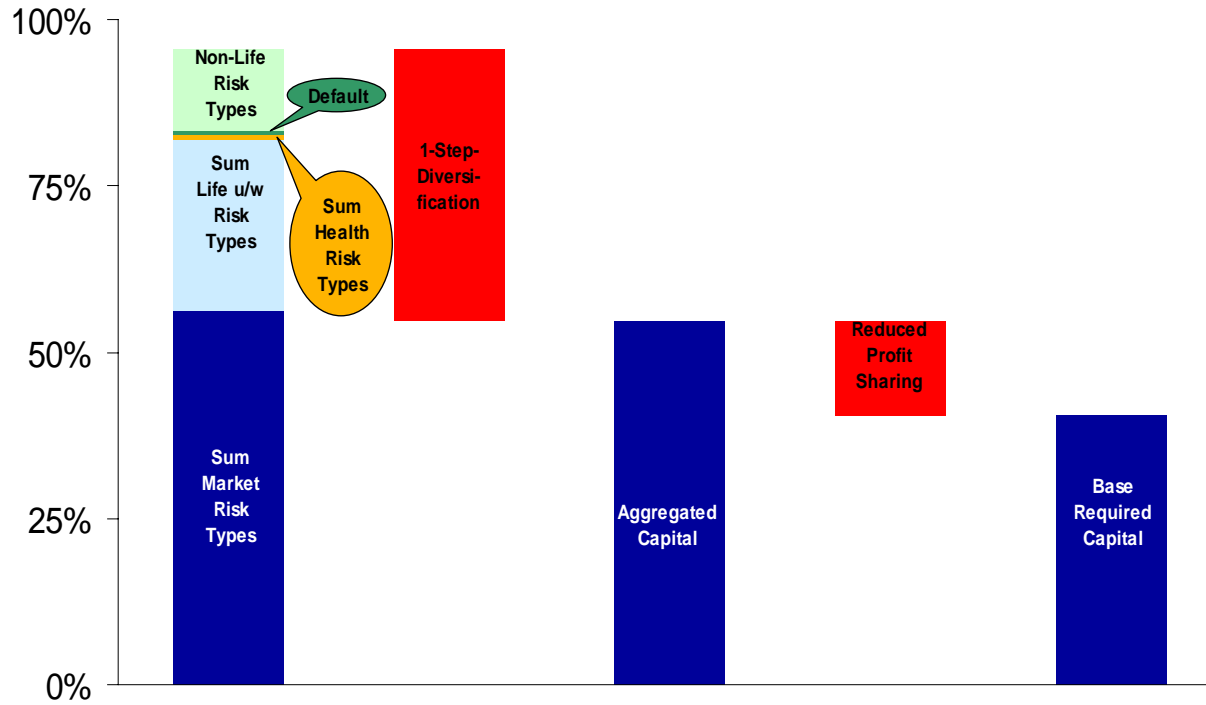 100%
75%
50%
25%
0%
Non-Life
Risk
Types
Default
Sum
Life u/w
Risk
Types
Sum
Health
Risk
Types
Sum
Market
Risk
Types
1-Step-
Diversi-
fication
Aggregated
Capital
Reduced
Profit
Sharing
Base
Required
Capital